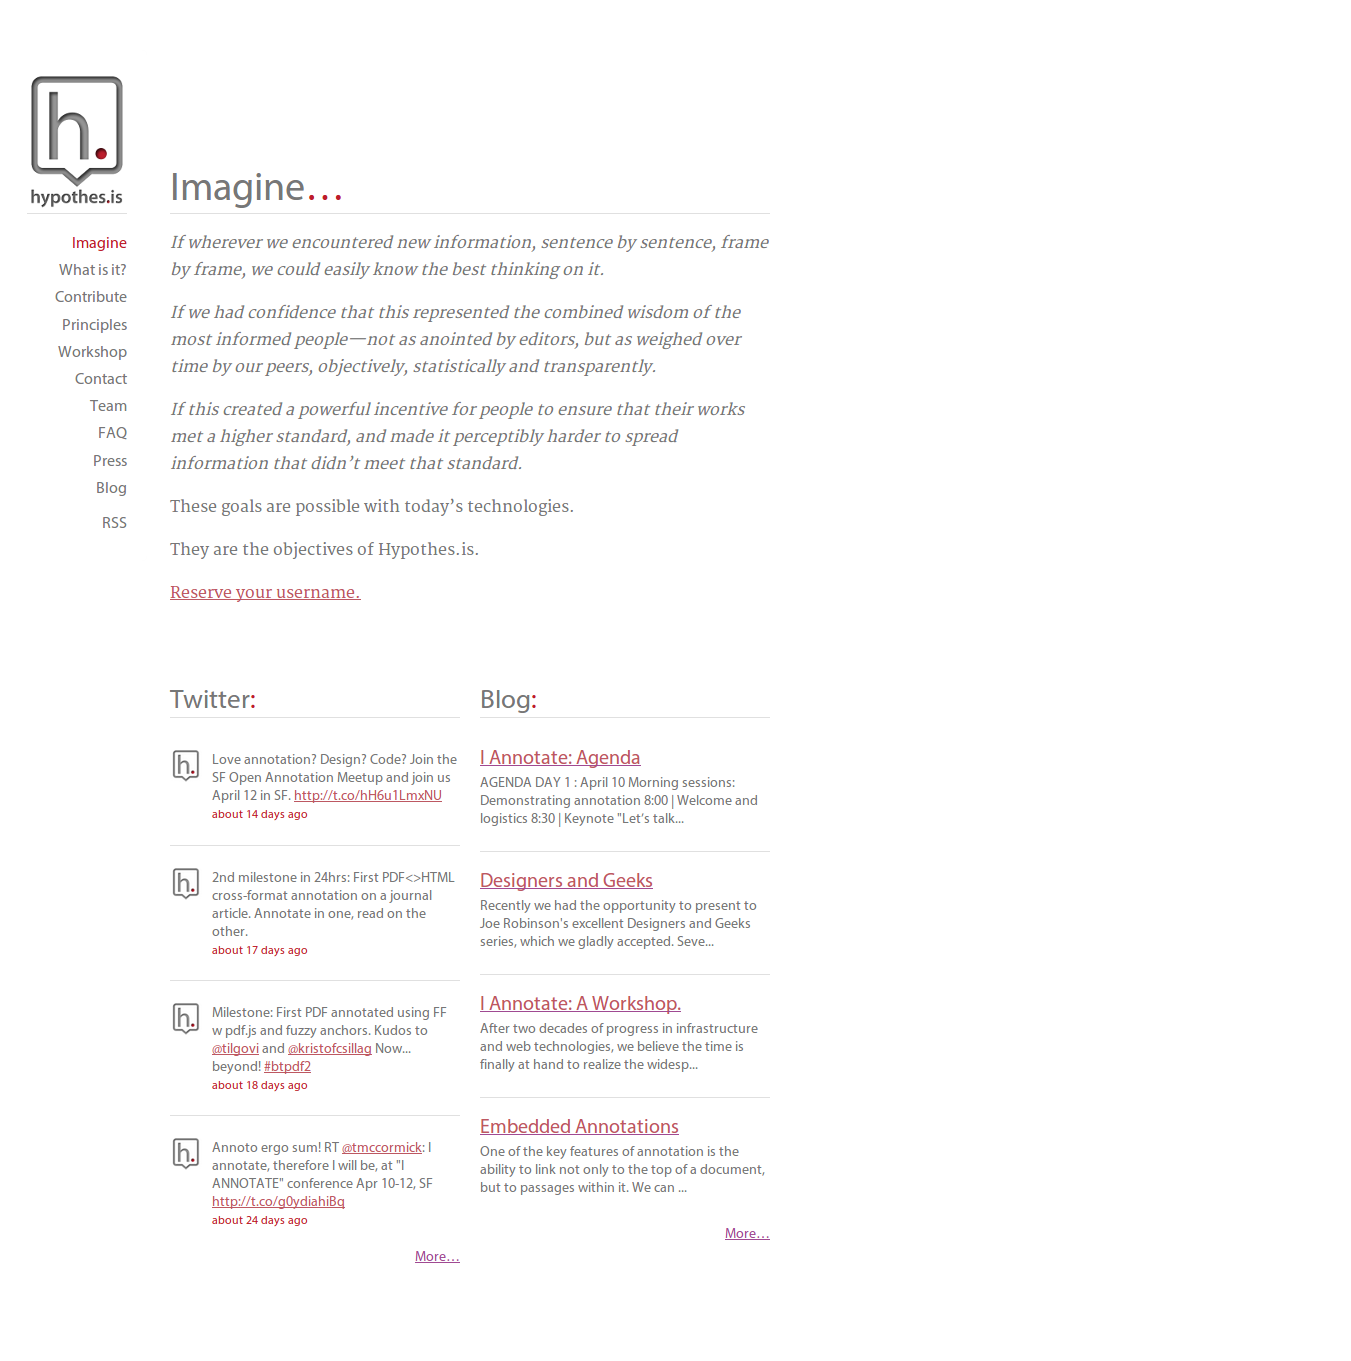 h.
hypothes.is
Imagine
What is it?
Contribute
Principles
Workshop
Contact
Team
FAQ
Press
Blog
RSS
Imagine…
If wherever we encountered new information, sentence by sentence, frame
by frame, we could easily know the best thinking on it.
If we had confidence that this represented the combined wisdom of the
most informed people—not as anointed by editors, but as weighed over
time by our peers, objectively, statistically and transparently.
If this created a powerful incentive for people to ensure that their works
met a higher standard, and made it perceptibly harder to spread
information that didn’t meet that standard.
These goals are possible with today’s technologies.
They are the objectives of Hypothes.is.
Reserve your username.
Twitter:
h.
Love annotation? Design? Code? Join the
SF Open Annotation Meetup and join us
April 12 in SF. http://t.co/hH6u1LmxNU
about 14 days ago
h.
2nd milestone in 24hrs: First PDF<>HTML
cross-format annotation on a journal
article. Annotate in one, read on the
other.
about 17 days ago
h.
Milestone: First PDF annotated using FF
w pdf.js and fuzzy anchors. Kudos to
@tilgovi and @kristofcsillag Now...
beyond! #btpdf2
about 18 days ago
h.
Annoto ergo sum! RT @tmccormick: I
annotate, therefore I will be, at "I
ANNOTATE" conference Apr 10-12, SF
http://t.co/g0ydiahiBq
about 24 days ago
More…
Blog:
I Annotate: Agenda
AGENDA DAY 1 : April 10 Morning sessions:
Demonstrating annotation 8:00 | Welcome and
logistics 8:30 | Keynote "Let’s talk...
Designers and Geeks
Recently we had the opportunity to present to
Joe Robinson's excellent Designers and Geeks
series, which we gladly accepted. Seve...
I Annotate: A Workshop.
After two decades of progress in infrastructure
and web technologies, we believe the time is
finally at hand to realize the widesp...
Embedded Annotations
One of the key features of annotation is the
ability to link not only to the top of a document,
but to passages within it. We can ...
More…